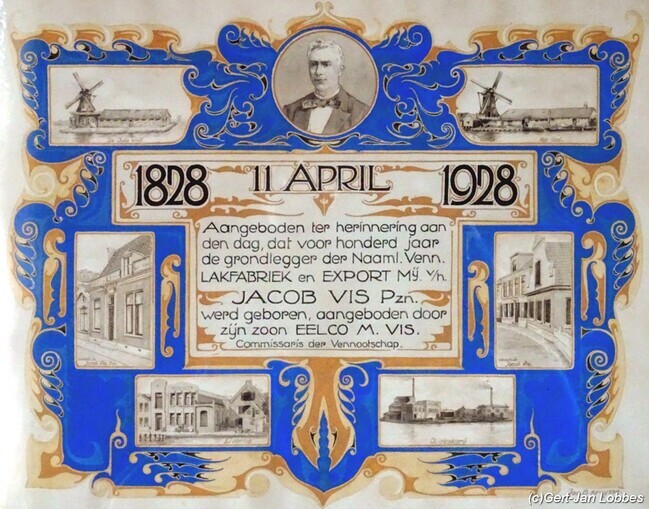 1828 11 APRIL 1928
Aangeboden ter herinnering aan
den dag, dat voor honderd jaar
de grondlegger der Naaml. Venn.
LAKFABRIEK en EXPORT Mij. v/h.
JACOB VIS Pzn.
werd geboren, aangeboden door
zijn zoon EELCO M. VIS.
Commissaris der Vennootschap.
(c)Gert-Jan Lobbes